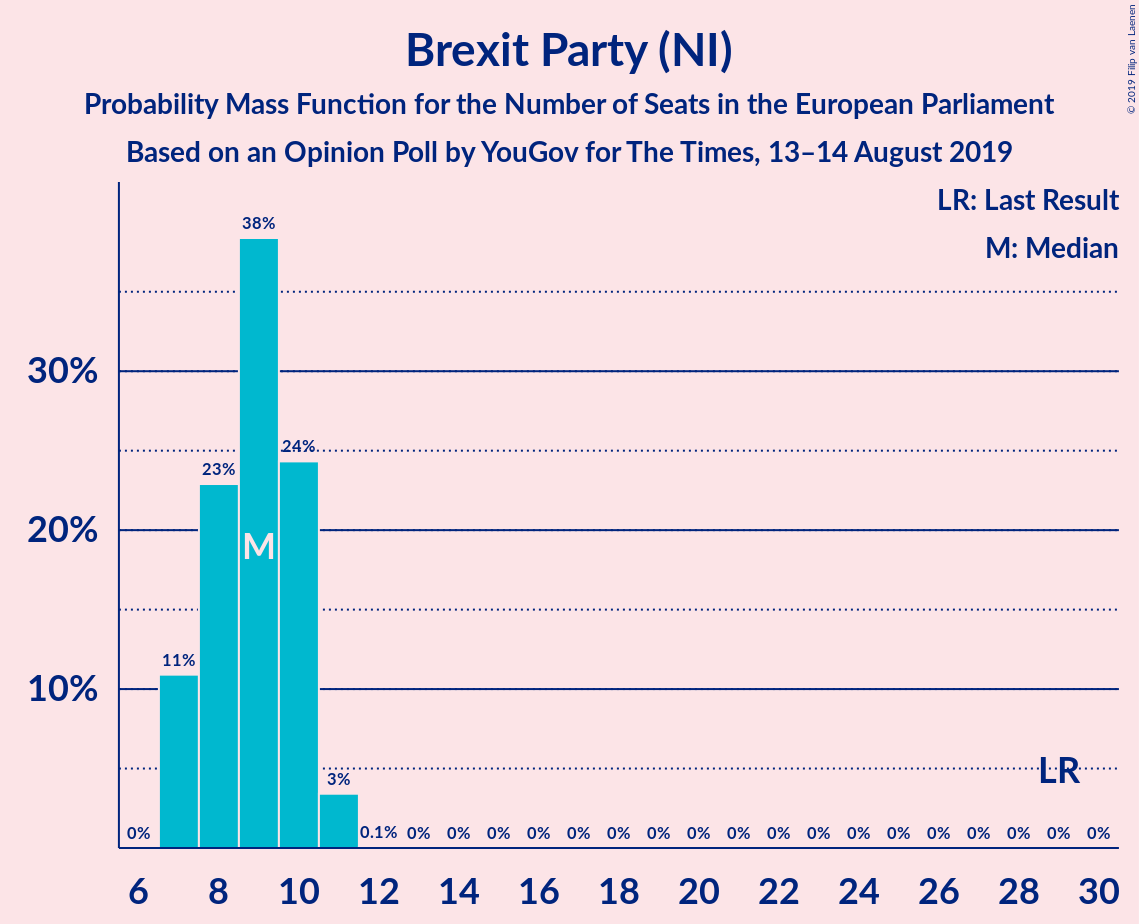 Brexit Party (NI)
Probability Mass Function for the Number of Seats in the European Parliament
Based on an Opinion Poll by YouGov for The Times, 13–14 August 2019
© 2019 Filip van Laenen
LR: Last Result
M: Median
30%
20%
10%
0% 11% 23% 38% 24% 3% 0.1% 0% 0% 0% 0% 0% 0% 0% 0% 0% 0% 0% 0% 0% 0% 0% 0% 0% 0%
M
LR
6 8 10 12 14 16 18 20 22 24 26 28 30